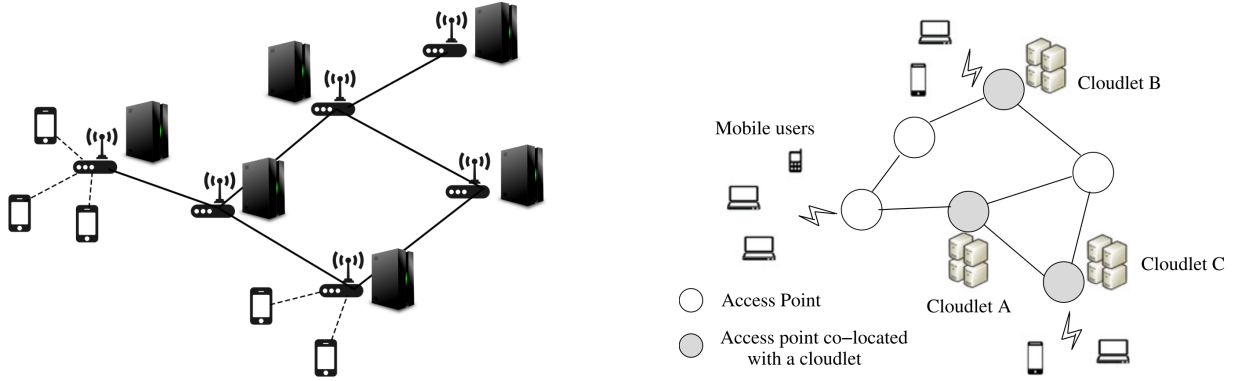 Cloudlet B
Mobile users
Cloudlet C
Cloudlet A
Access Point
Access point co−located
with a cloudlet